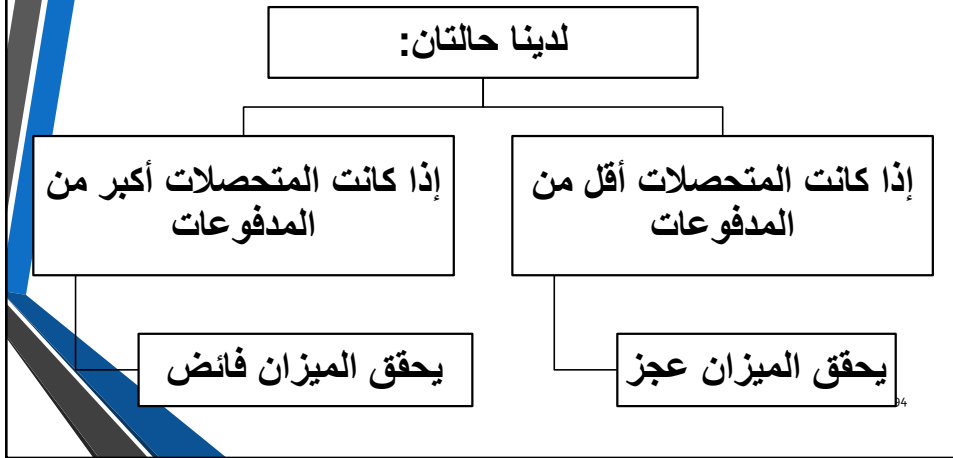 لدينا حالتان:
إذا كانت المتحصلات أقل من
المدفوعات
إذا كانت المتحصلات أكبر من
المدفوعات
يحقق الميزان عجز
يحقق الميزان فائض
94